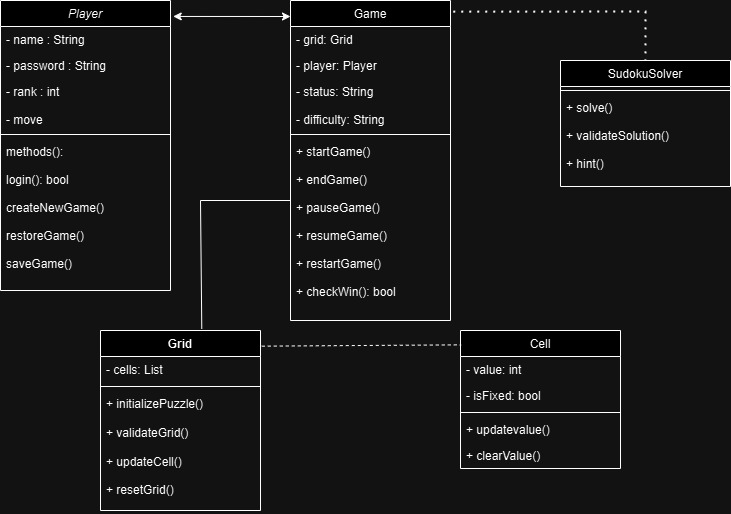 Player
- name : String
- password : String
- rank : int
- move
methods():
login(): bool
createNewGame()
restoreGame()
saveGame()
Game
- grid: Grid
- player: Player
- status: String
- difficulty: String
+ startGame()
+ endGame()
+ pauseGame()
+ resumeGame()
+ restartGame()
+ checkWin(): bool
SudokuSolver
+ solve()
+ validateSolution()
+ hint()
Grid
- cells: List
+ initializePuzzle()
+ validateGrid()
+ updateCell()
+ resetGrid()
Cell
- value: int
- isFixed: bool
+ updatevalue()
+ clearValue()